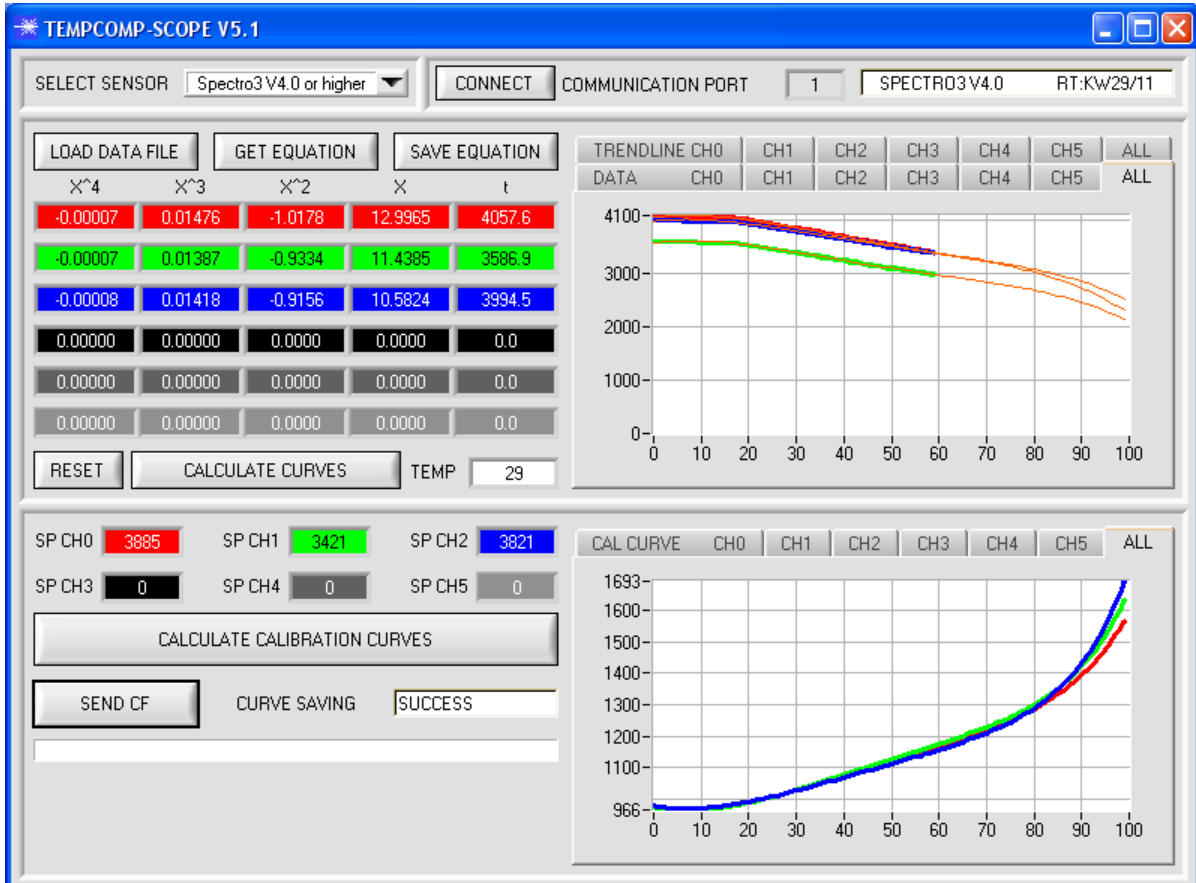 TEMPCOMP-SCOPE V5.1
SELECT SENSOR Spectro3 V4.0 or higher CONNECT COMMUNICATION PORT 1 SPECTRO3 V4.0 RT:KW29/11
LOAD DATA FILE GET EQUATION SAVE EQUATION
X^4 X^3 X^2 X t
-0.00007 0.01476 -1.0178 12.9965 4057.6
-0.00007 0.01387 -0.9334 11.4385 3586.9
-0.00008 0.01418 -0.9156 10.5824 3994.5
0.00000 0.00000 0.0000 0.0000 0.0
0.00000 0.00000 0.0000 0.0000 0.0
0.00000 0.00000 0.0000 0.0000 0.0
RESET CALCULATE CURVES TEMP 29
TRENDLINE CH0 CH1 CH2 CH3 CH4 CH5 ALL
DATA CH0 CH1 CH2 CH3 CH4 CH5 ALL
4100
3000
2000
1000
0
0 10 20 30 40 50 60 70 80 90 100
SP CH0 3885 SP CH1 3421 SP CH2 3821
SP CH3 0 SP CH4 0 SP CH5 0
CALCULATE CALIBRATION CURVES
SEND CF CURVE SAVING SUCCESS
CAL CURVE CH0 CH1 CH2 CH3 CH4 CH5 ALL
1693
1600
1500
1400
1300
1200
1100
966
0 10 20 30 40 50 60 70 80 90 100